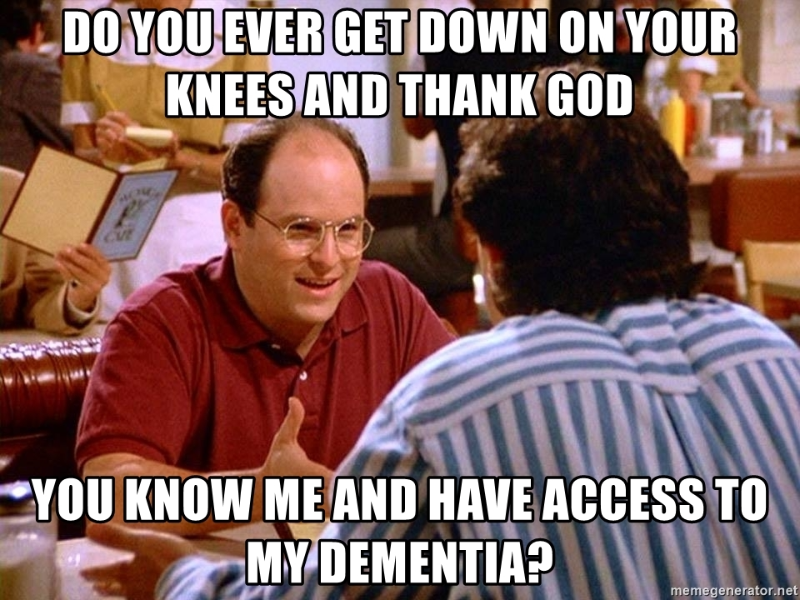 DO YOU EVER GET DOWN ON YOUR
KNEES AND THANK GOD
YOU KNOW ME AND HAVE ACCESS TO
MY DEMENTIA?
memegenerator.net